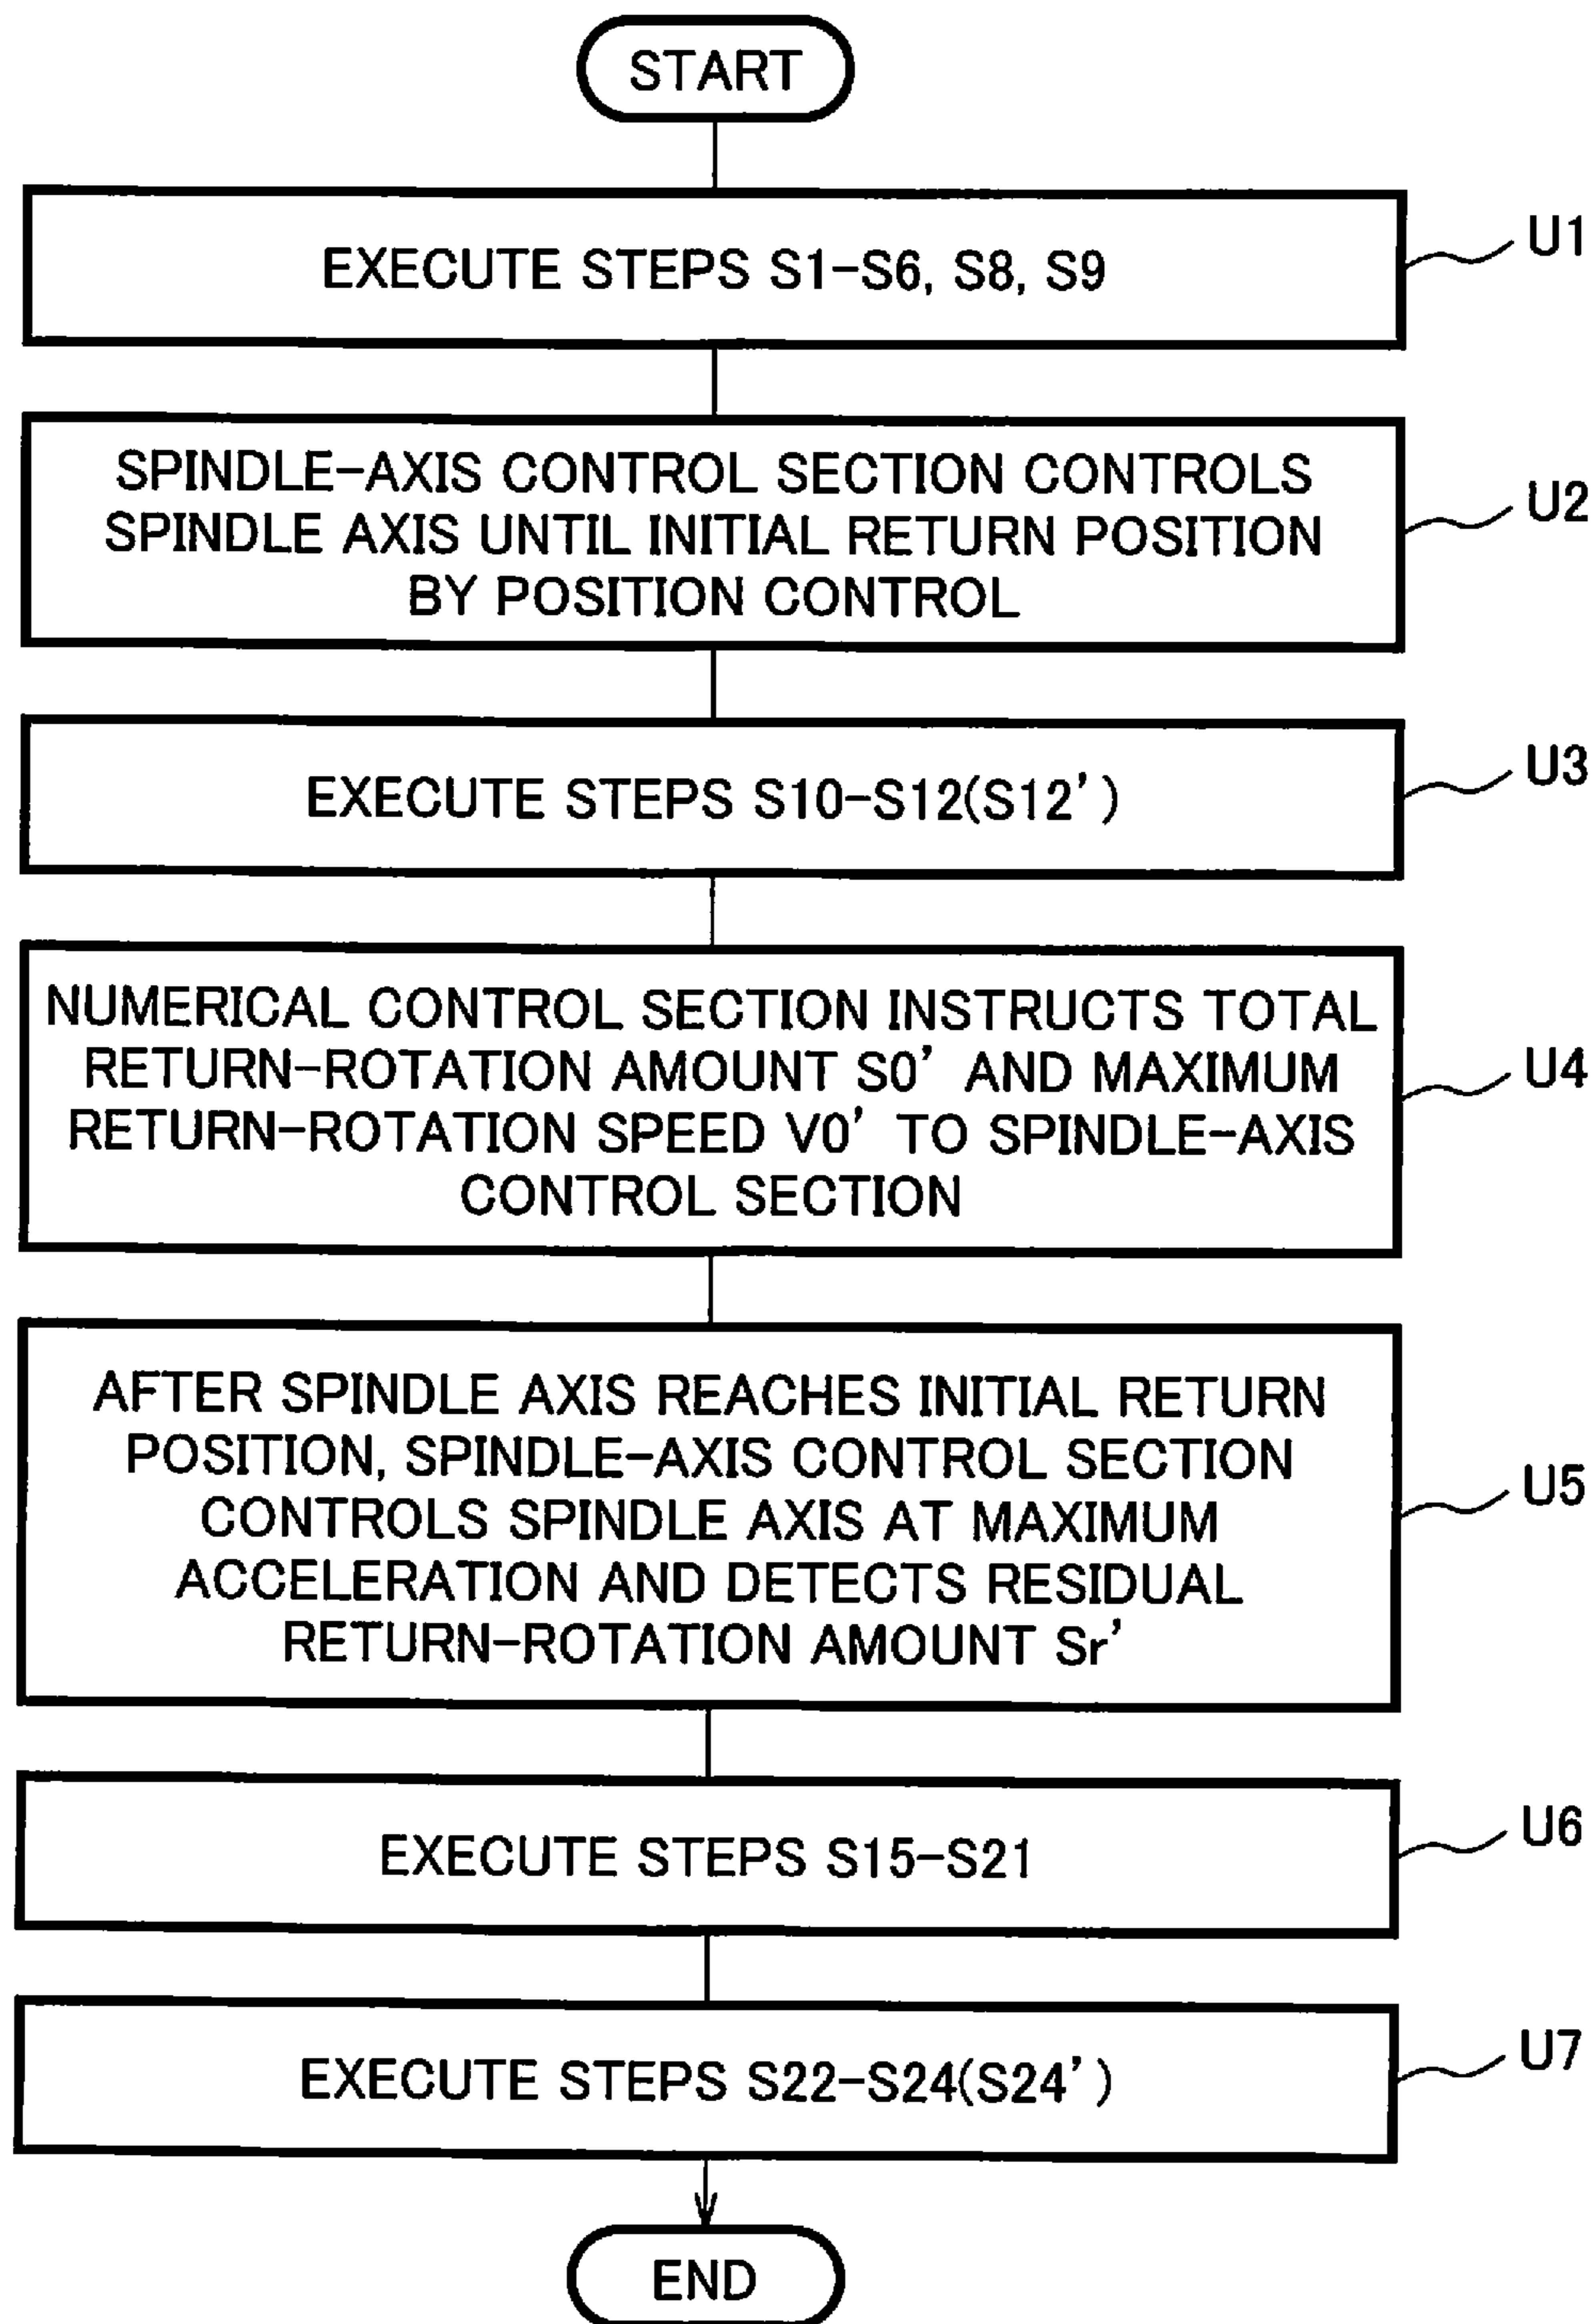 START
EXECUTE STEPS S1-S6, S8, S9
U1
SPINDLE-AXIS CONTROL SECTION CONTROLS
SPINDLE AXIS UNTIL INITIAL RETURN POSITION
BY POSITION CONTROL
U2
EXECUTE STEPS S10-S12(S12')
U3
NUMERICAL CONTROL SECTION INSTRUCTS TOTAL
RETURN-ROTATION AMOUNT S0' AND MAXIMUM
RETURN-ROTATION SPEED V0' TO SPINDLE-AXIS
CONTROL SECTION
U4
AFTER SPINDLE AXIS REACHES INITIAL RETURN
POSITION, SPINDLE-AXIS CONTROL SECTION
CONTROLS SPINDLE AXIS AT MAXIMUM
ACCELERATION AND DETECTS RESIDUAL
RETURN-ROTATION AMOUNT Sr'
U5
EXECUTE STEPS S15-S21
U6
EXECUTE STEPS S22-S24(S24')
U7
END